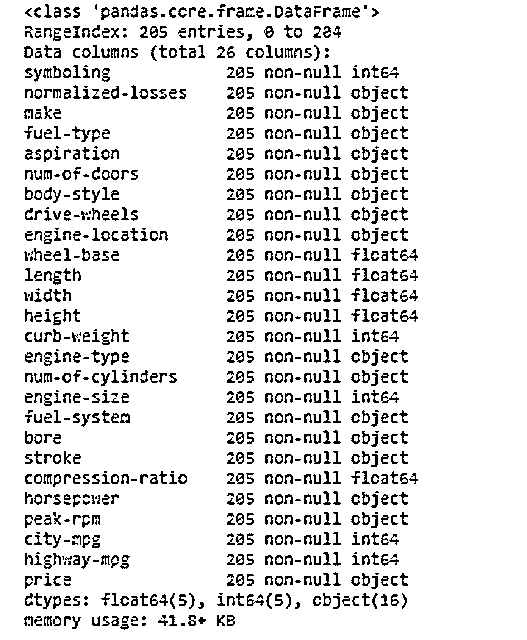 <class 'pandas.core.frame.DataFrame'>
RangeIndex: 205 entries, 0 to 204
Data columns (total 26 columns):
symboling 205 non-null int64
normalized-losses 205 non-null object
make 205 non-null object
fuel-type 205 non-null object
aspiration 205 non-null object
num-of-doors 205 non-null object
body-style 205 non-null object
drive-wheels 205 non-null object
engine-location 205 non-null object
wheel-base 205 non-null float64
length 205 non-null float64
width 205 non-null float64
height 205 non-null float64
curb-weight 205 non-null int64
engine-type 205 non-null object
num-of-cylinders 205 non-null object
engine-size 205 non-null int64
fuel-system 205 non-null object
bore 205 non-null object
stroke 205 non-null object
compression-ratio 205 non-null float64
horsepower 205 non-null object
peak-rpm 205 non-null object
city-mpg 205 non-null int64
highway-mpg 205 non-null int64
price 205 non-null object
dtypes: float64(5), int64(5), object(16)
memory usage: 41.8+ KB